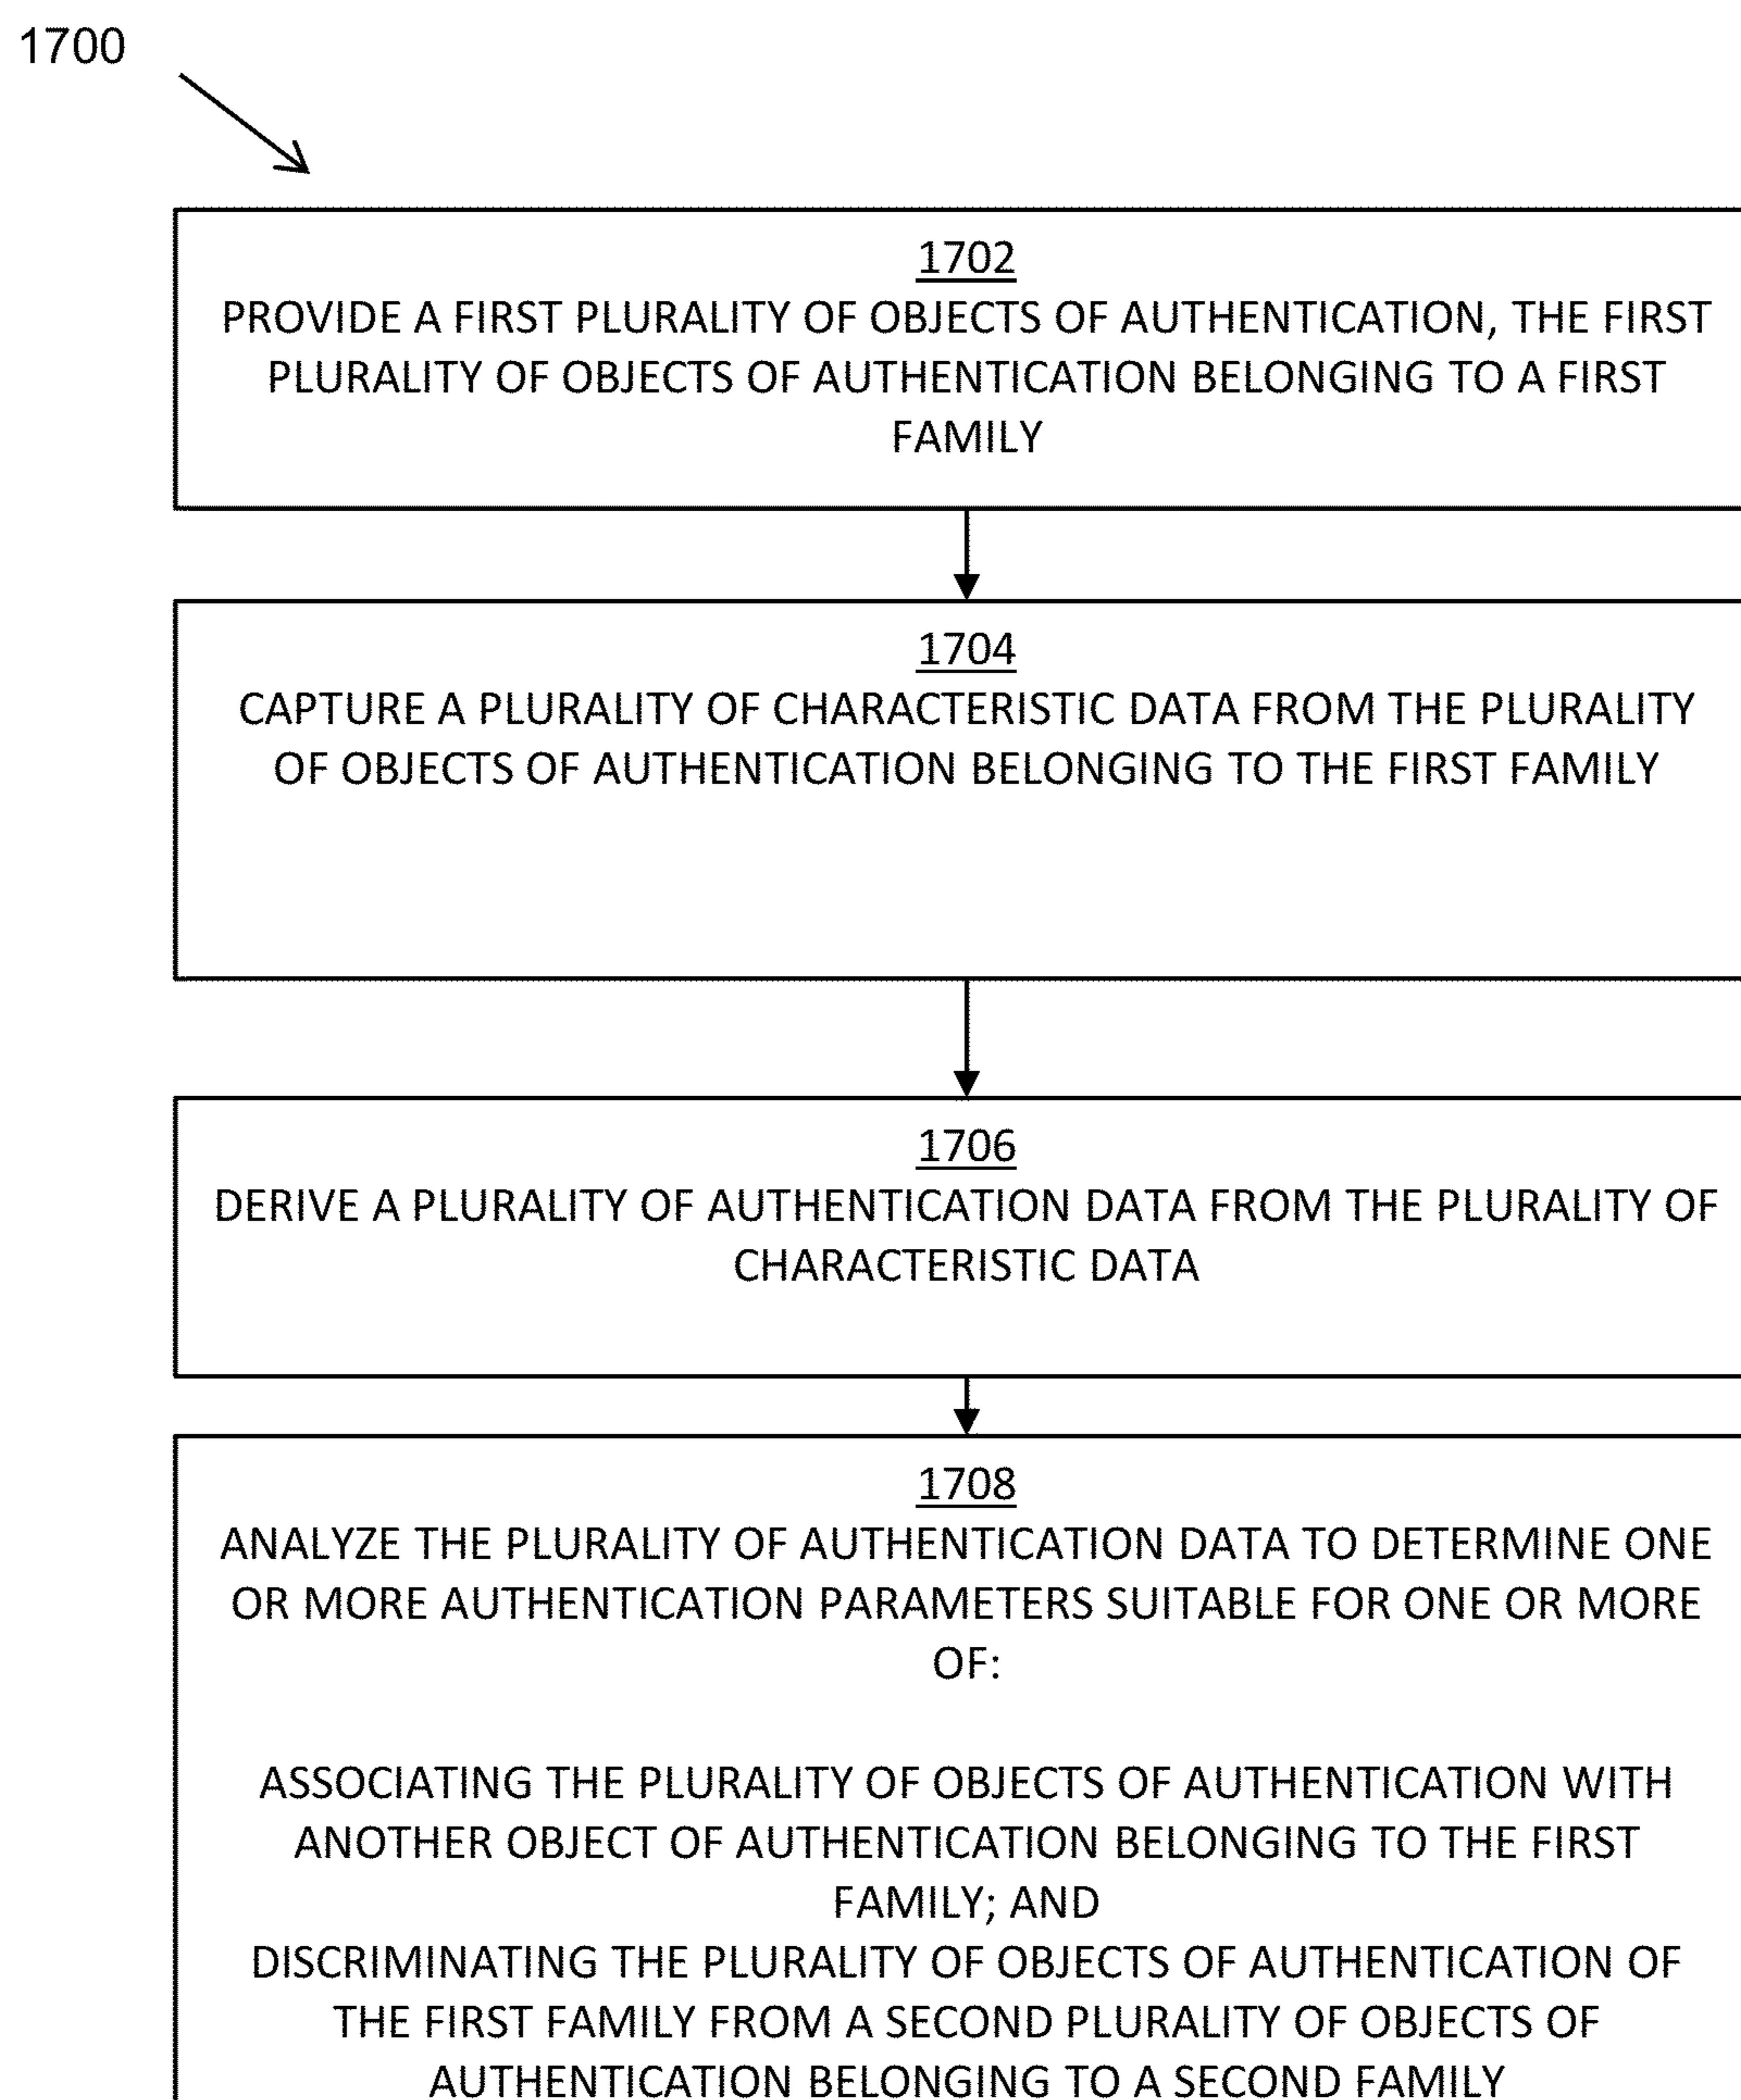 1700
1702
PROVIDE A FIRST PLURALITY OF OBJECTS OF AUTHENTICATION, THE FIRST
PLURALITY OF OBJECTS OF AUTHENTICATION BELONGING TO A FIRST
FAMILY
1704
CAPTURE A PLURALITY OF CHARACTERISTIC DATA FROM THE PLURALITY
OF OBJECTS OF AUTHENTICATION BELONGING TO THE FIRST FAMILY
1706
DERIVE A PLURALITY OF AUTHENTICATION DATA FROM THE PLURALITY OF
CHARACTERISTIC DATA
1708
ANALYZE THE PLURALITY OF AUTHENTICATION DATA TO DETERMINE ONE
OR MORE AUTHENTICATION PARAMETERS SUITABLE FOR ONE OR MORE
OF:
ASSOCIATING THE PLURALITY OF OBJECTS OF AUTHENTICATION WITH
ANOTHER OBJECT OF AUTHENTICATION BELONGING TO THE FIRST
FAMILY; AND
DISCRIMINATING THE PLURALITY OF OBJECTS OF AUTHENTICATION OF
THE FIRST FAMILY FROM A SECOND PLURALITY OF OBJECTS OF
AUTHENTICATION BELONGING TO A SECOND FAMILY